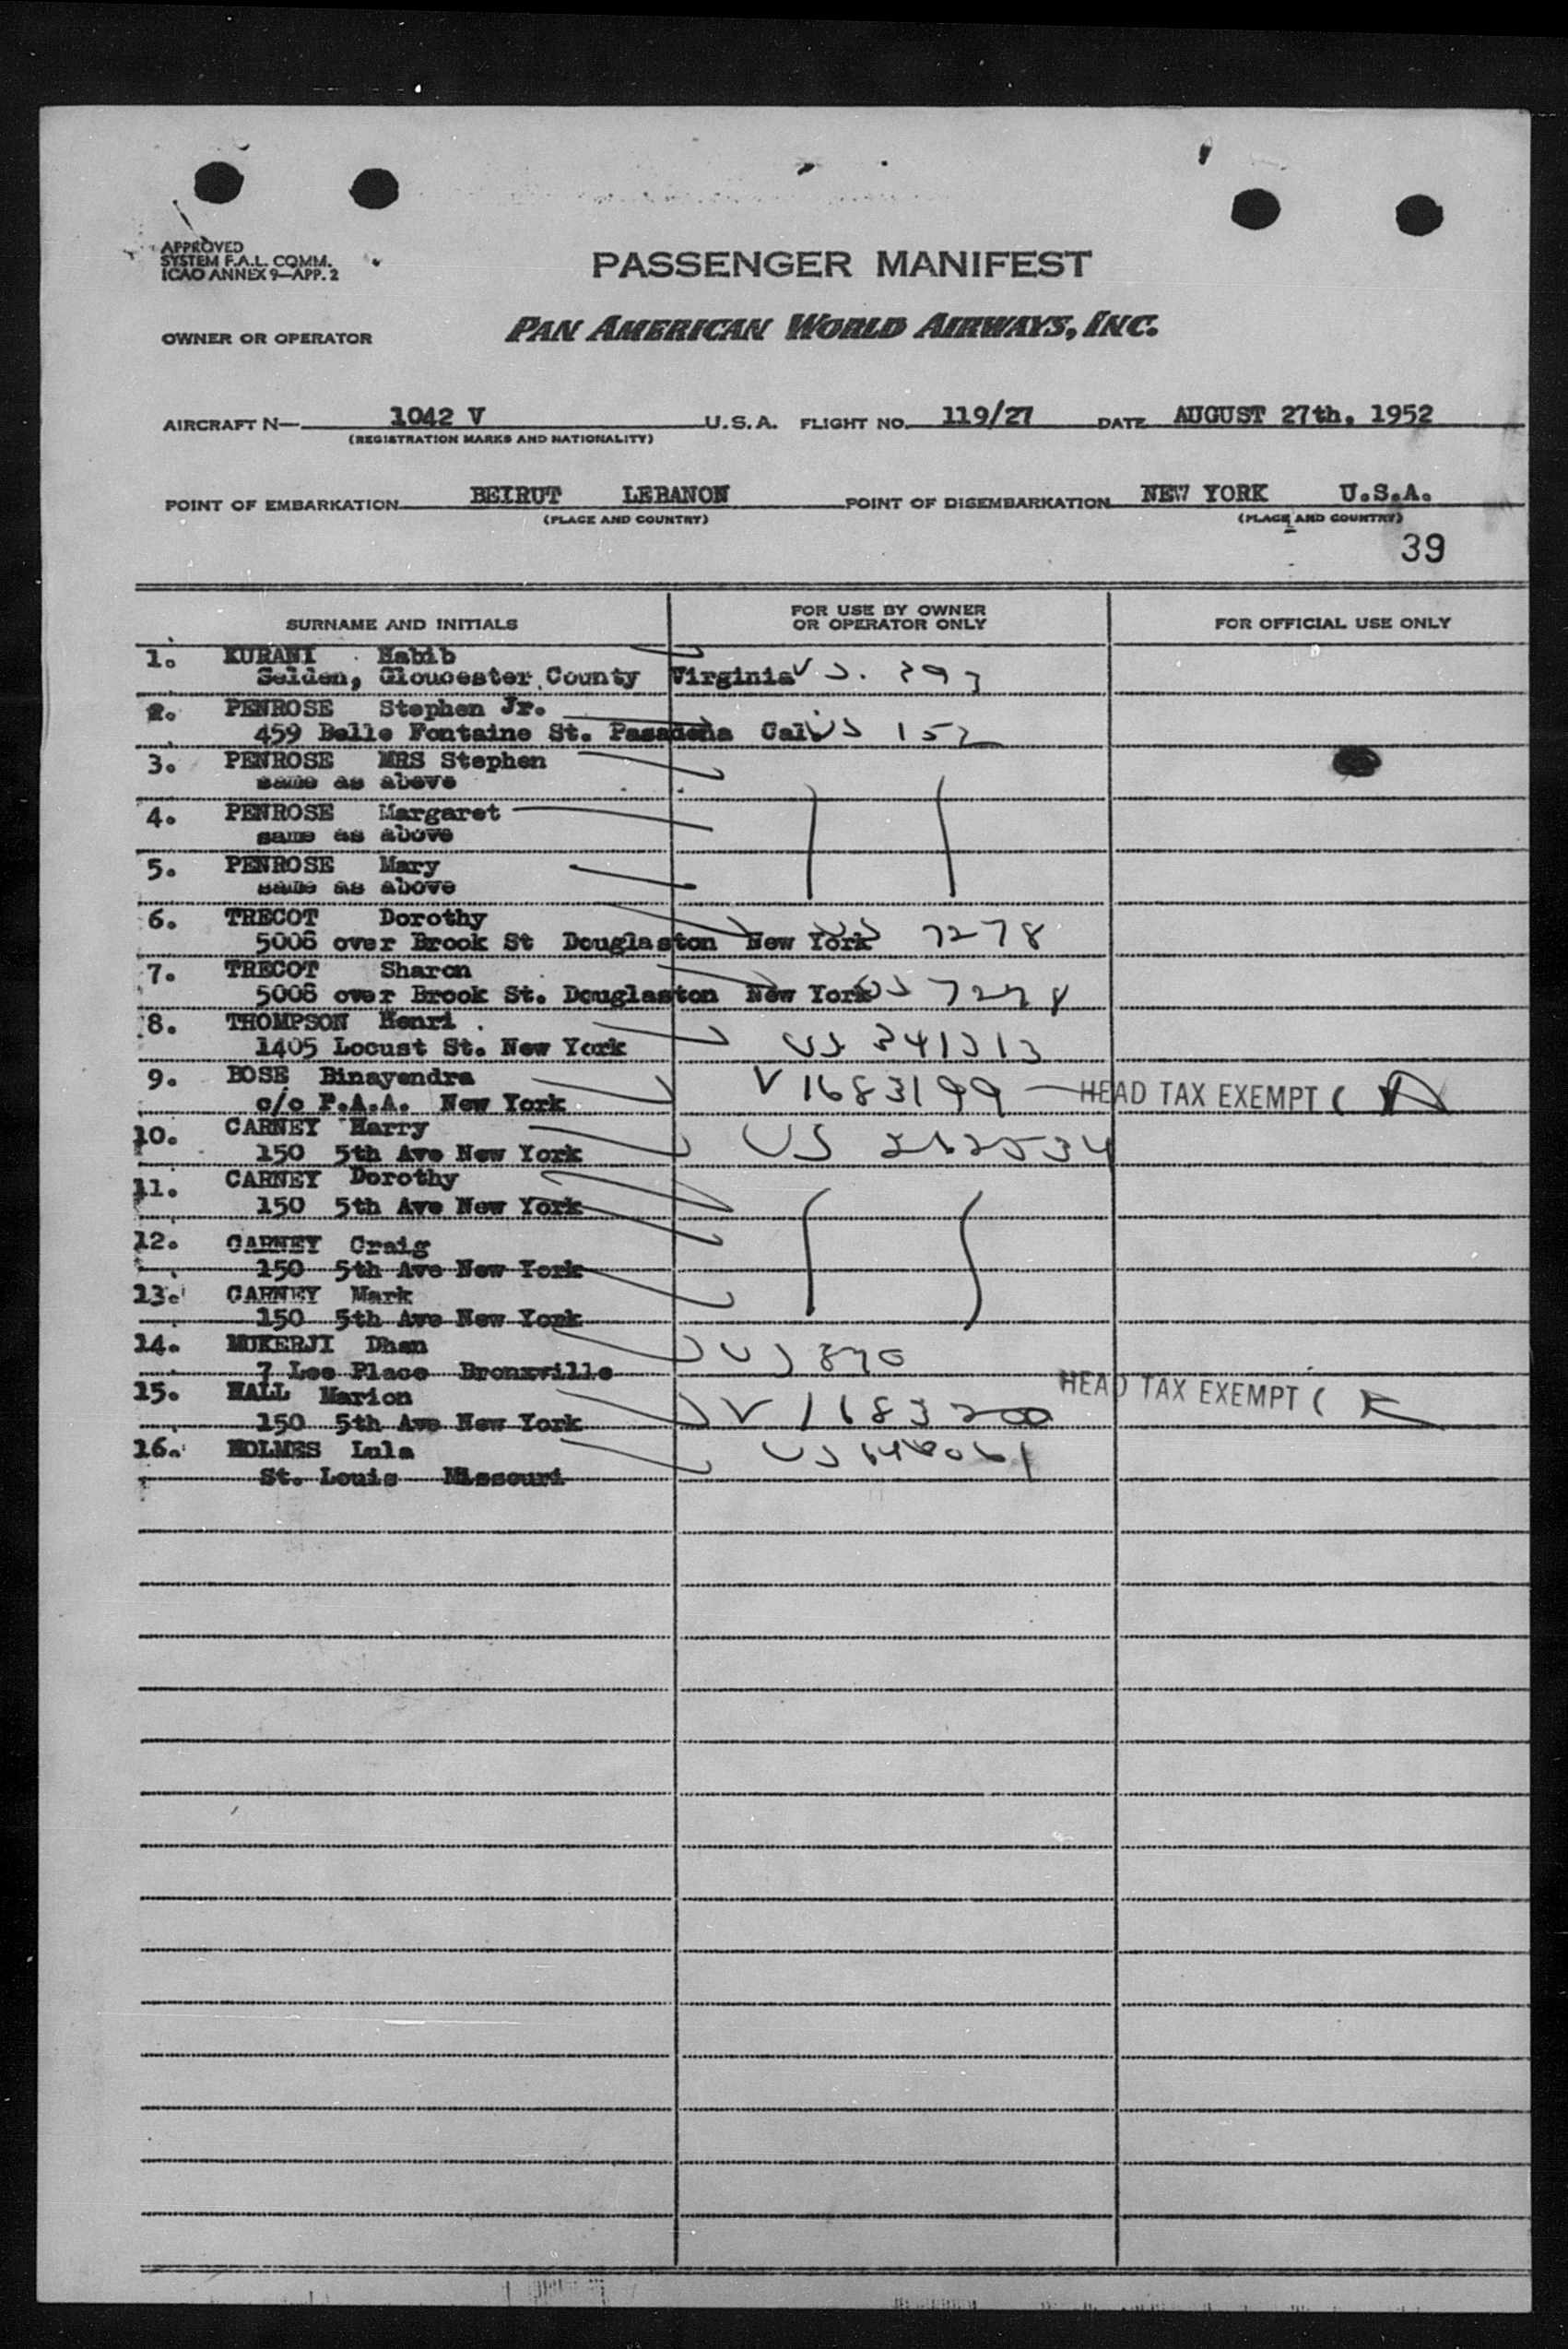 APPROVED
SYSTEM F.A.L. COMM.
ICAO ANNEX 9—APP. 2
PASSENGER MANIFEST
OWNER OR OPERATOR PAN AMERICAN WORLD AIRWAYS, INC.
AIRCRAFT N— 1042 V U.S.A. FLIGHT NO. 119/27 DATE AUGUST 27th, 1952
(REGISTRATION MARKS AND NATIONALITY)
POINT OF EMBARKATION BEIRUT LEBANON POINT OF DISEMBARKATION NEW YORK U.S.A.
(PLACE AND COUNTRY) (PLACE AND COUNTRY)
39
SURNAME AND INITIALS FOR USE BY OWNER OR OPERATOR ONLY FOR OFFICIAL USE ONLY
1. KURANI Habib
Selden, Gloucester County Virginia
2. PENROSE Stephen Jr.
459 Belle Fontaine St. Pasadena Cal US 152
3. PENROSE MRS Stephen
same as above
4. PENROSE Margaret
same as above
5. PENROSE Mary
same as above
6. TRECOT Dorothy
5008 over Brook St Douglaston New York 7278
7. TRECOT Sharon
5008 over Brook St. Douglaston New York US 7278
8. THOMPSON Henri
1405 Locust St. New York US 341313
9. BOSE Binayendra V 1683199 HEAD TAX EXEMPT (
c/o P.A.A. New York
10. CARNEY Harry US
150 5th Ave New York
11. CARNEY Dorothy
150 5th Ave New York
12. CARNEY Craig
150 5th Ave New York
13. CARNEY Mark
150 5th Ave New York
14. MUKERJI Dhan US
7 Lee Place Bronxville
15. HALL Marion HEAD TAX EXEMPT (
150 5th Ave New York V 1683200
16. HOLMES Lula US
St. Louis Missouri